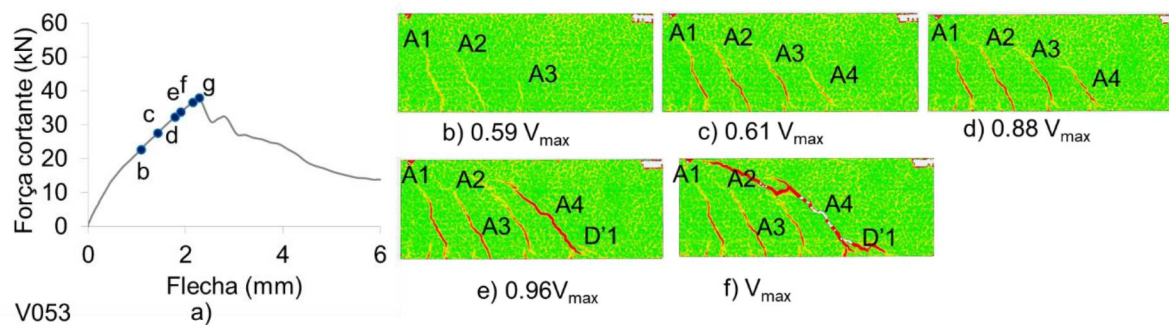 60
50
40
30
20
10
0
Força cortante (kN)
b
c
d
e
f
g
0 2 4 6
Flecha (mm)
V053 a)
A1 A2 A3
b) 0.59 Vmax
A1 A2 A3 A4
c) 0.61 Vmax
A1 A2 A3 A4
d) 0.88 Vmax
A1 A2 A3 A4 D'1
e) 0.96Vmax
A1 A2 A3 A4 D'1
f) Vmax